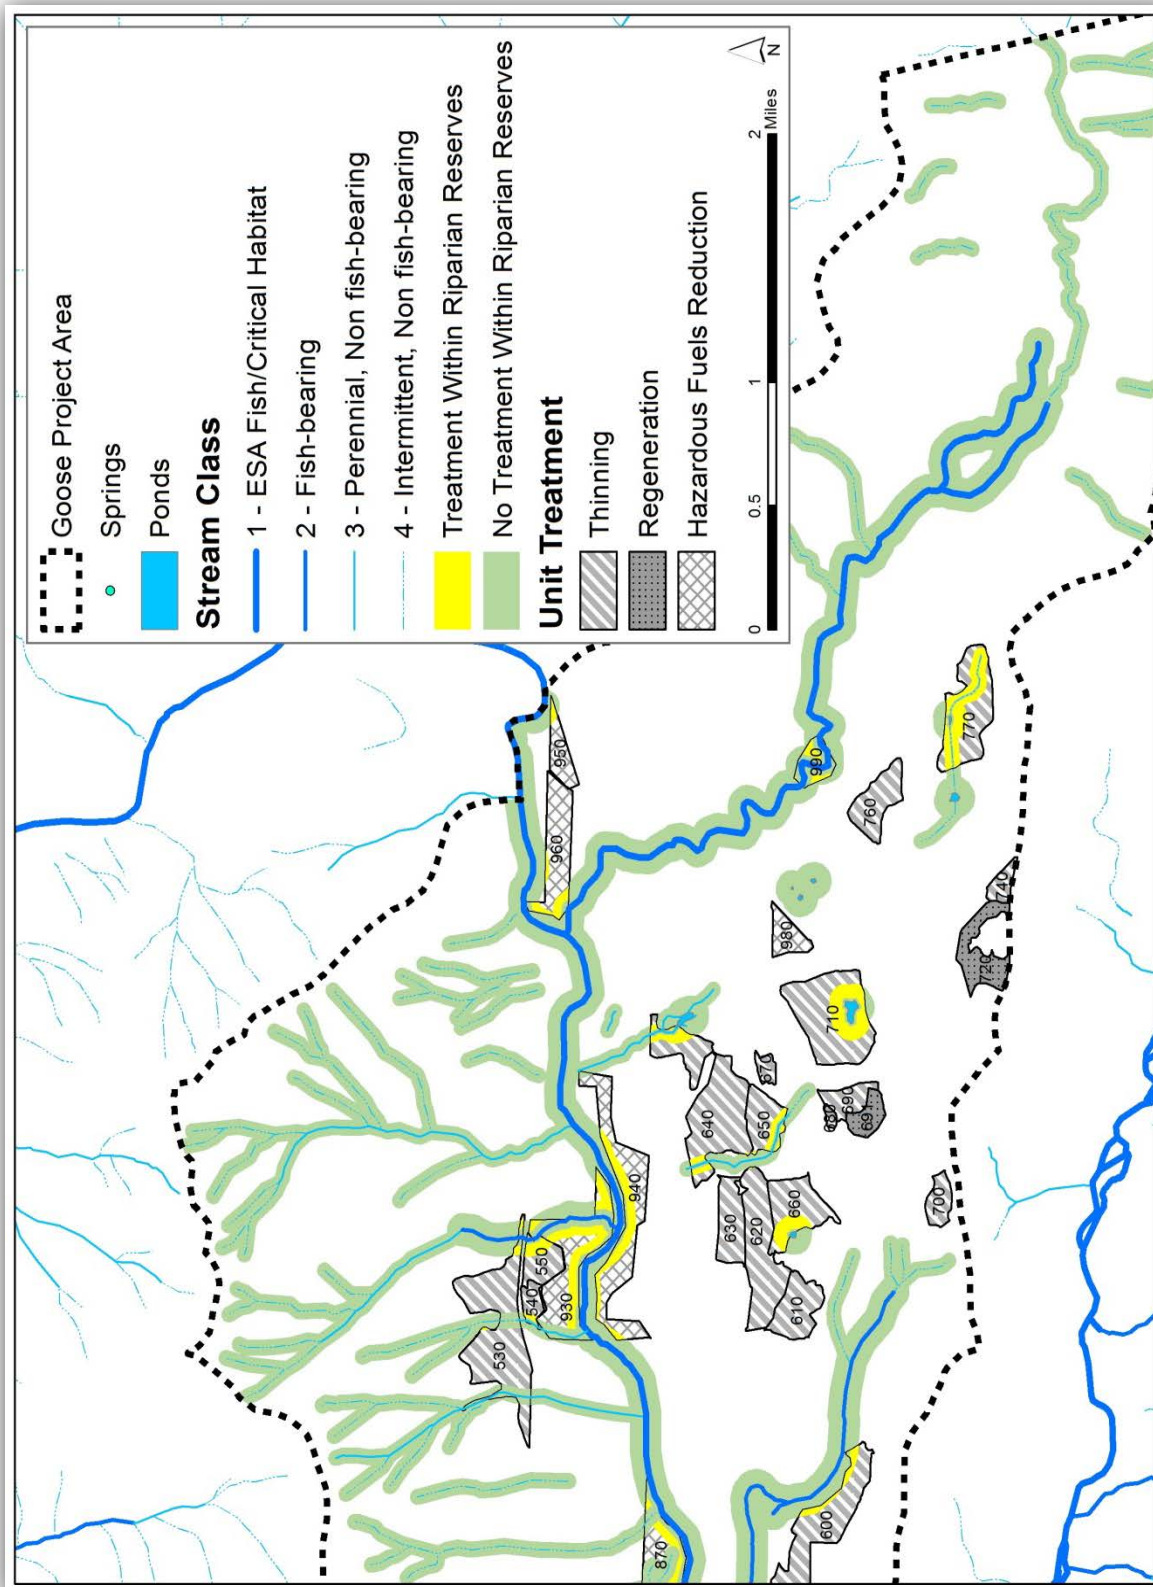 Goose Project Area
Springs
Ponds
Stream Class
1 - ESA Fish/Critical Habitat
2 - Fish-bearing
3 - Perennial, Non fish-bearing
4 - Intermittent, Non fish-bearing
Treatment Within Riparian Reserves
No Treatment Within Riparian Reserves
Unit Treatment
Thinning
Regeneration
Hazardous Fuels Reduction
0 0.5 1 2
Miles
N
530
540
550
930
940
870
950
960
990
980
640
650
670
630
620
660
610
680
690
69
710
700
720
740
760
770
600